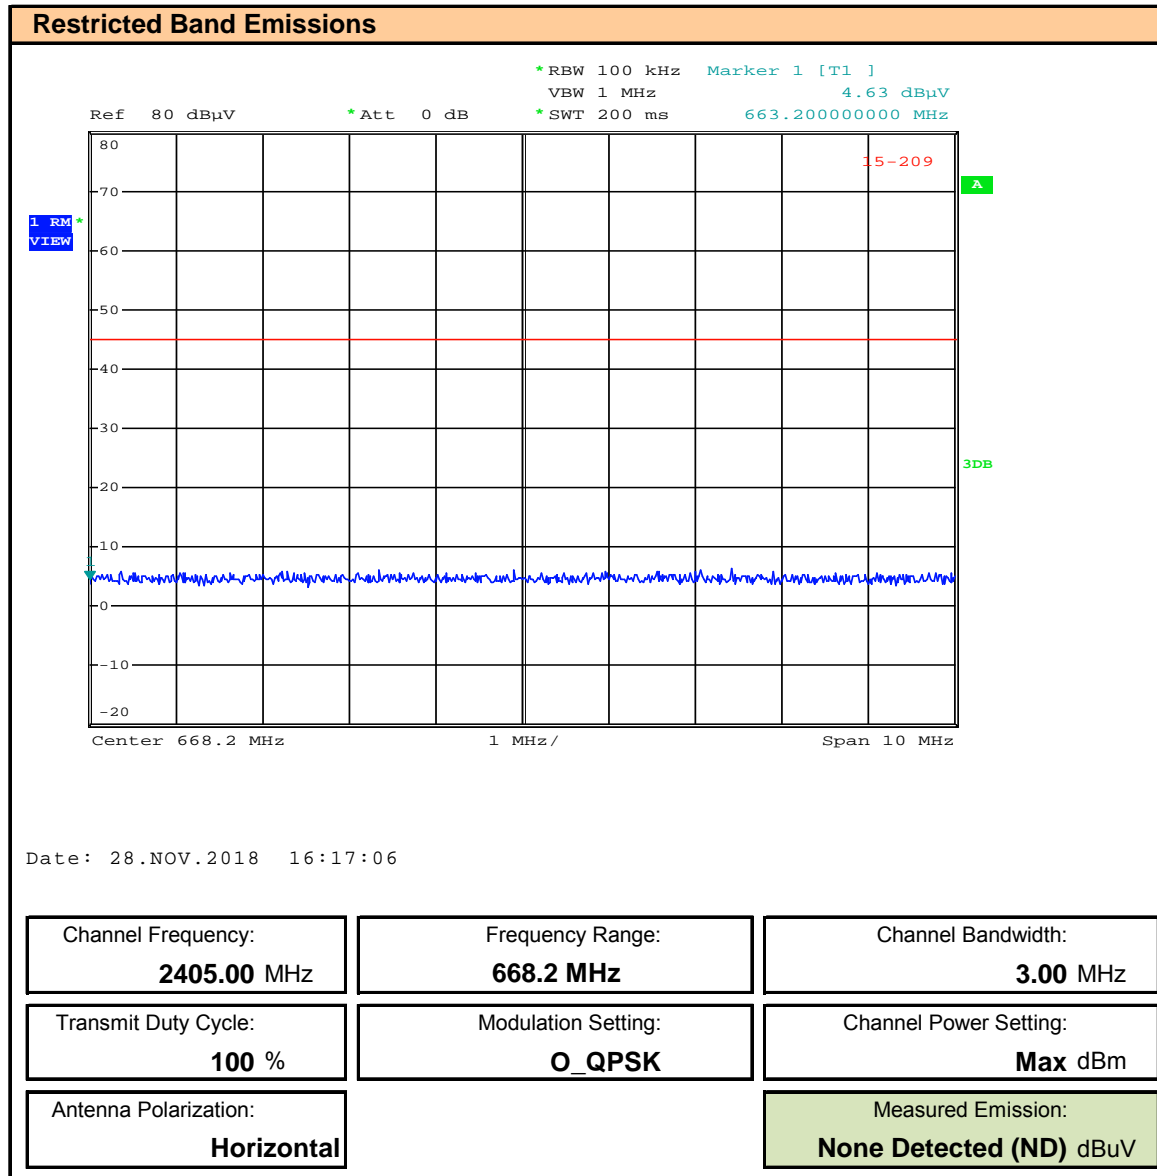 Restricted Band Emissions
*RBW 100 kHz Marker 1 [T1 ]
VBW 1 MHz 4.63 dBµV
Ref 80 dBµV *Att 0 dB *SWT 200 ms 663.200000000 MHz
80
15-209
A
70
1 RM *
VIEW
60
50
40
30
3DB
20
10
1
0
-10
-20
Center 668.2 MHz 1 MHz/ Span 10 MHz
Date: 28.NOV.2018 16:17:06
Channel Frequency: Frequency Range: Channel Bandwidth:
2405.00 MHz 668.2 MHz 3.00 MHz
Transmit Duty Cycle: Modulation Setting: Channel Power Setting:
100 % O_QPSK Max dBm
Antenna Polarization: Measured Emission:
Horizontal None Detected (ND) dBuV